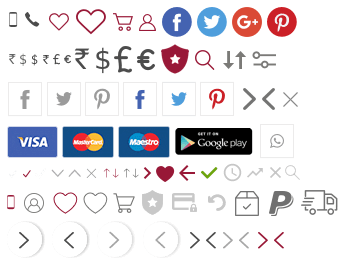 ₹ $ $ ₹ £ € ₹ $ £ €
VISA MasterCard Maestro GET IT ON Google play